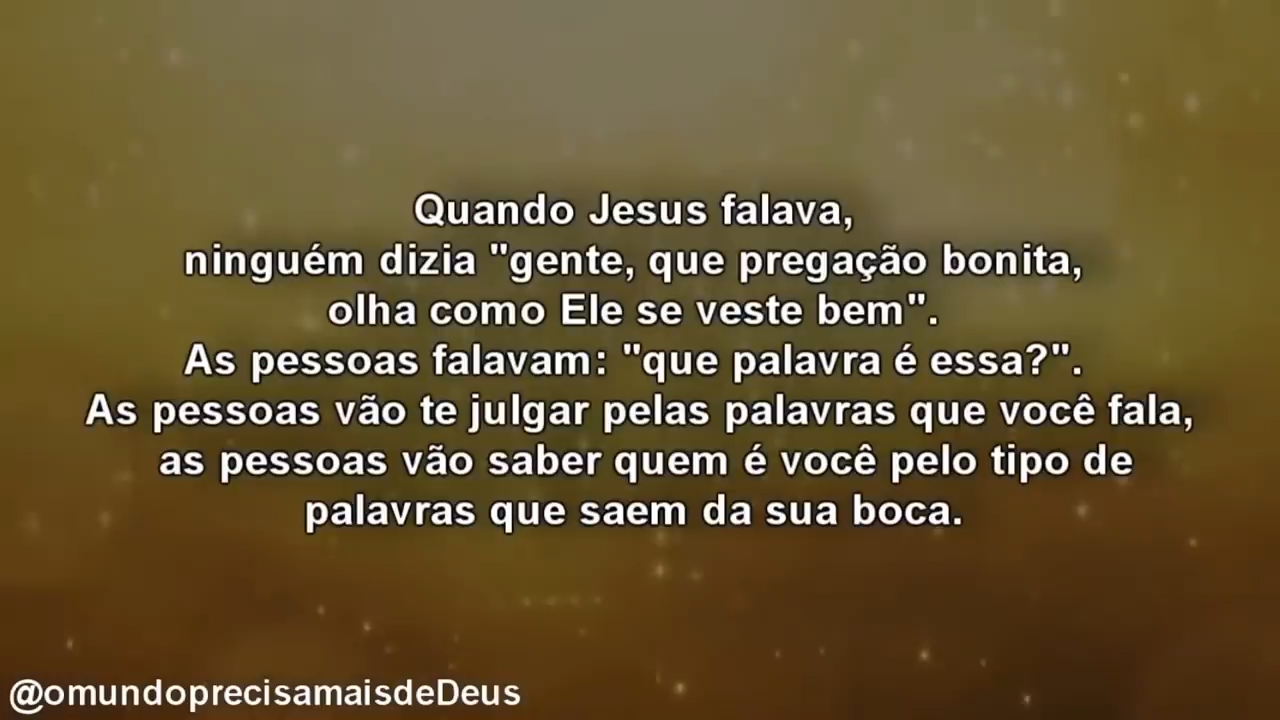 Quando Jesus falava,
ninguém dizia "gente, que pregação bonita,
olha como Ele se veste bem".
As pessoas falavam: "que palavra é essa?".
As pessoas vão te julgar pelas palavras que você fala,
as pessoas vão saber quem é você pelo tipo de
palavras que saem da sua boca.
@omundoprecisamaisdeDeus